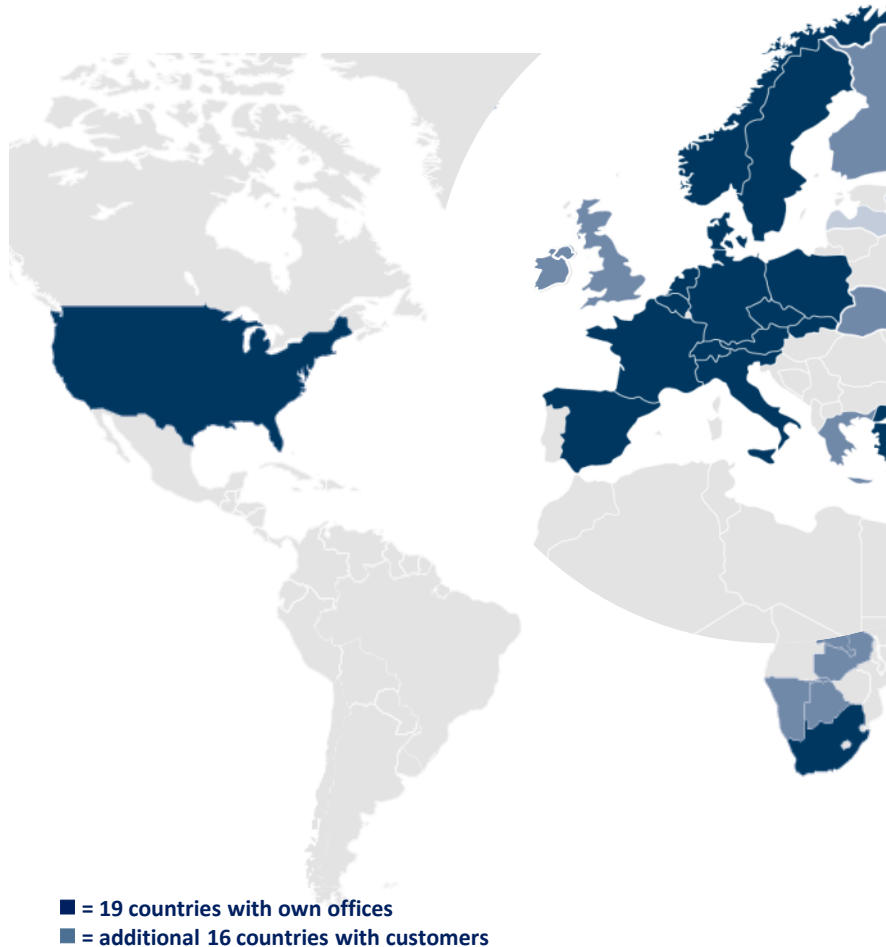 = 19 countries with own offices
= additional 16 countries with customers